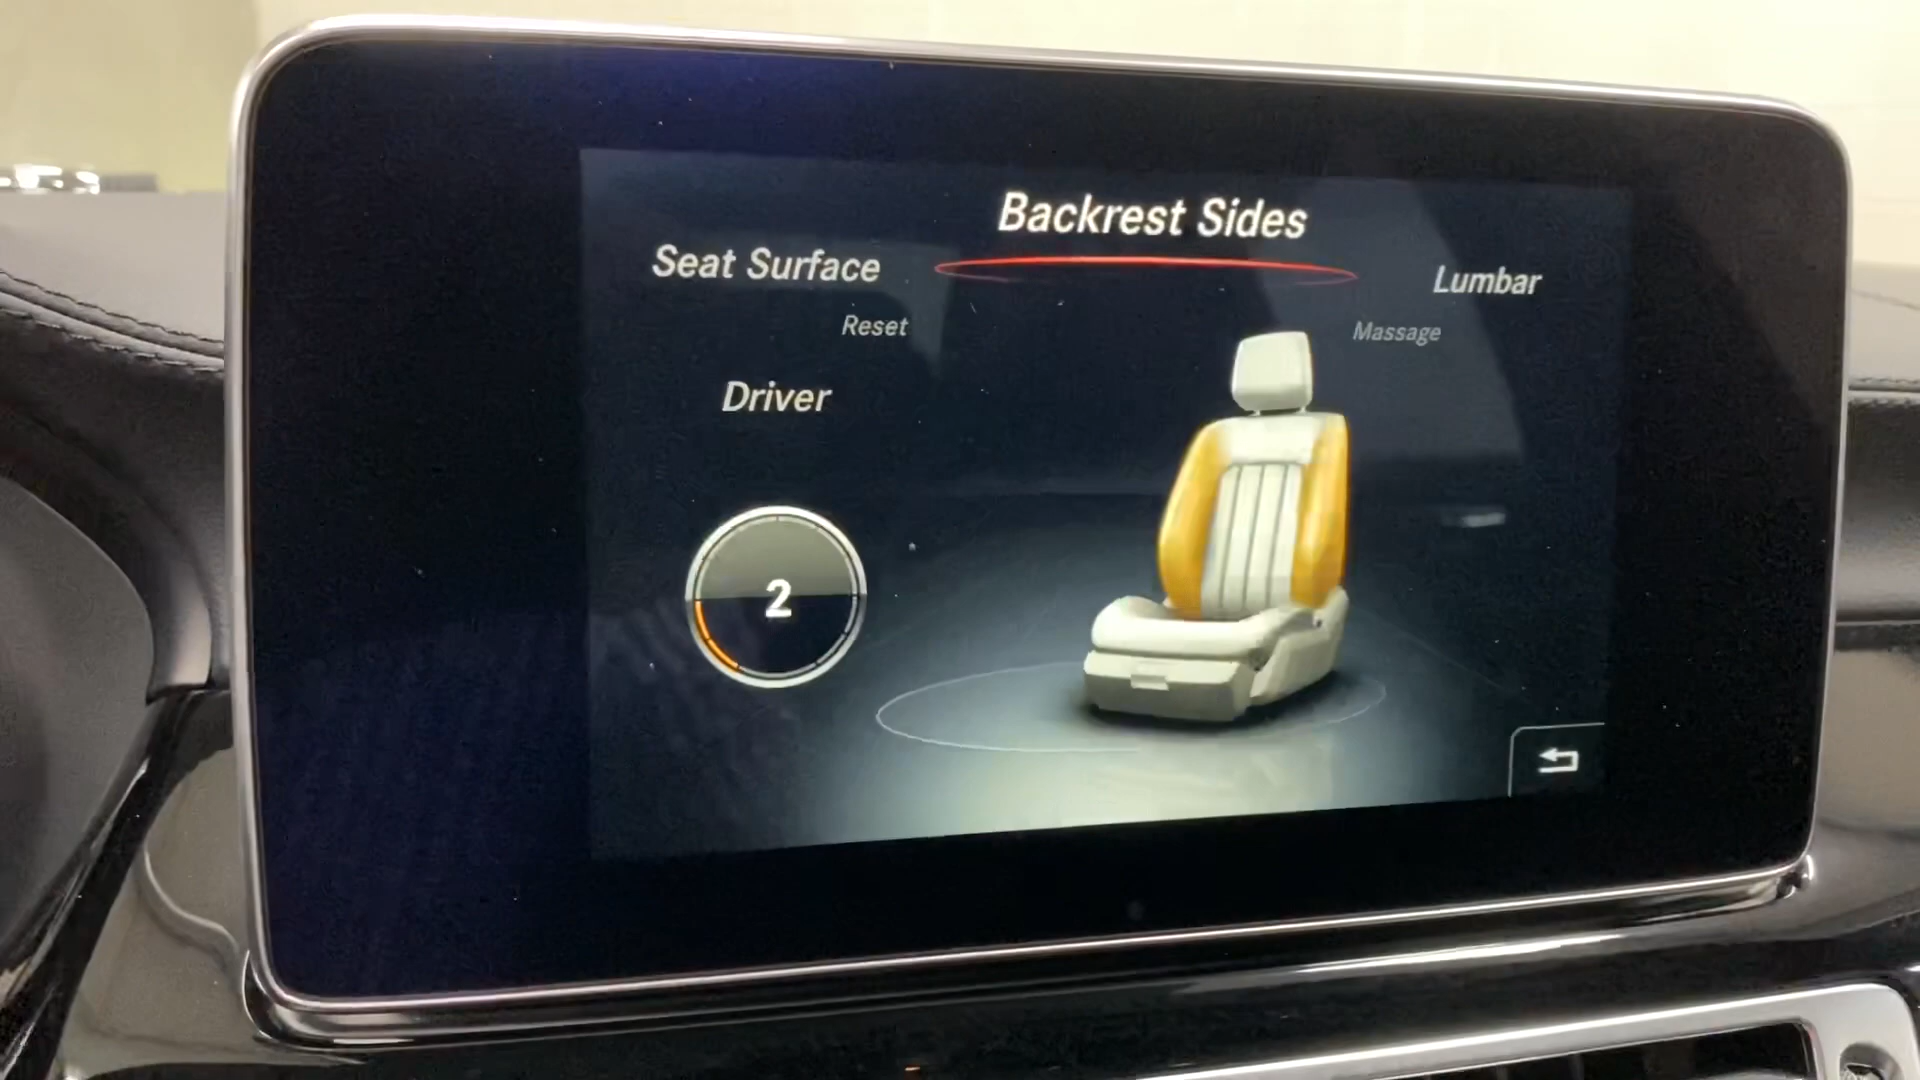 Backrest Sides
Seat Surface
Lumbar
Reset
Massage
Driver
2